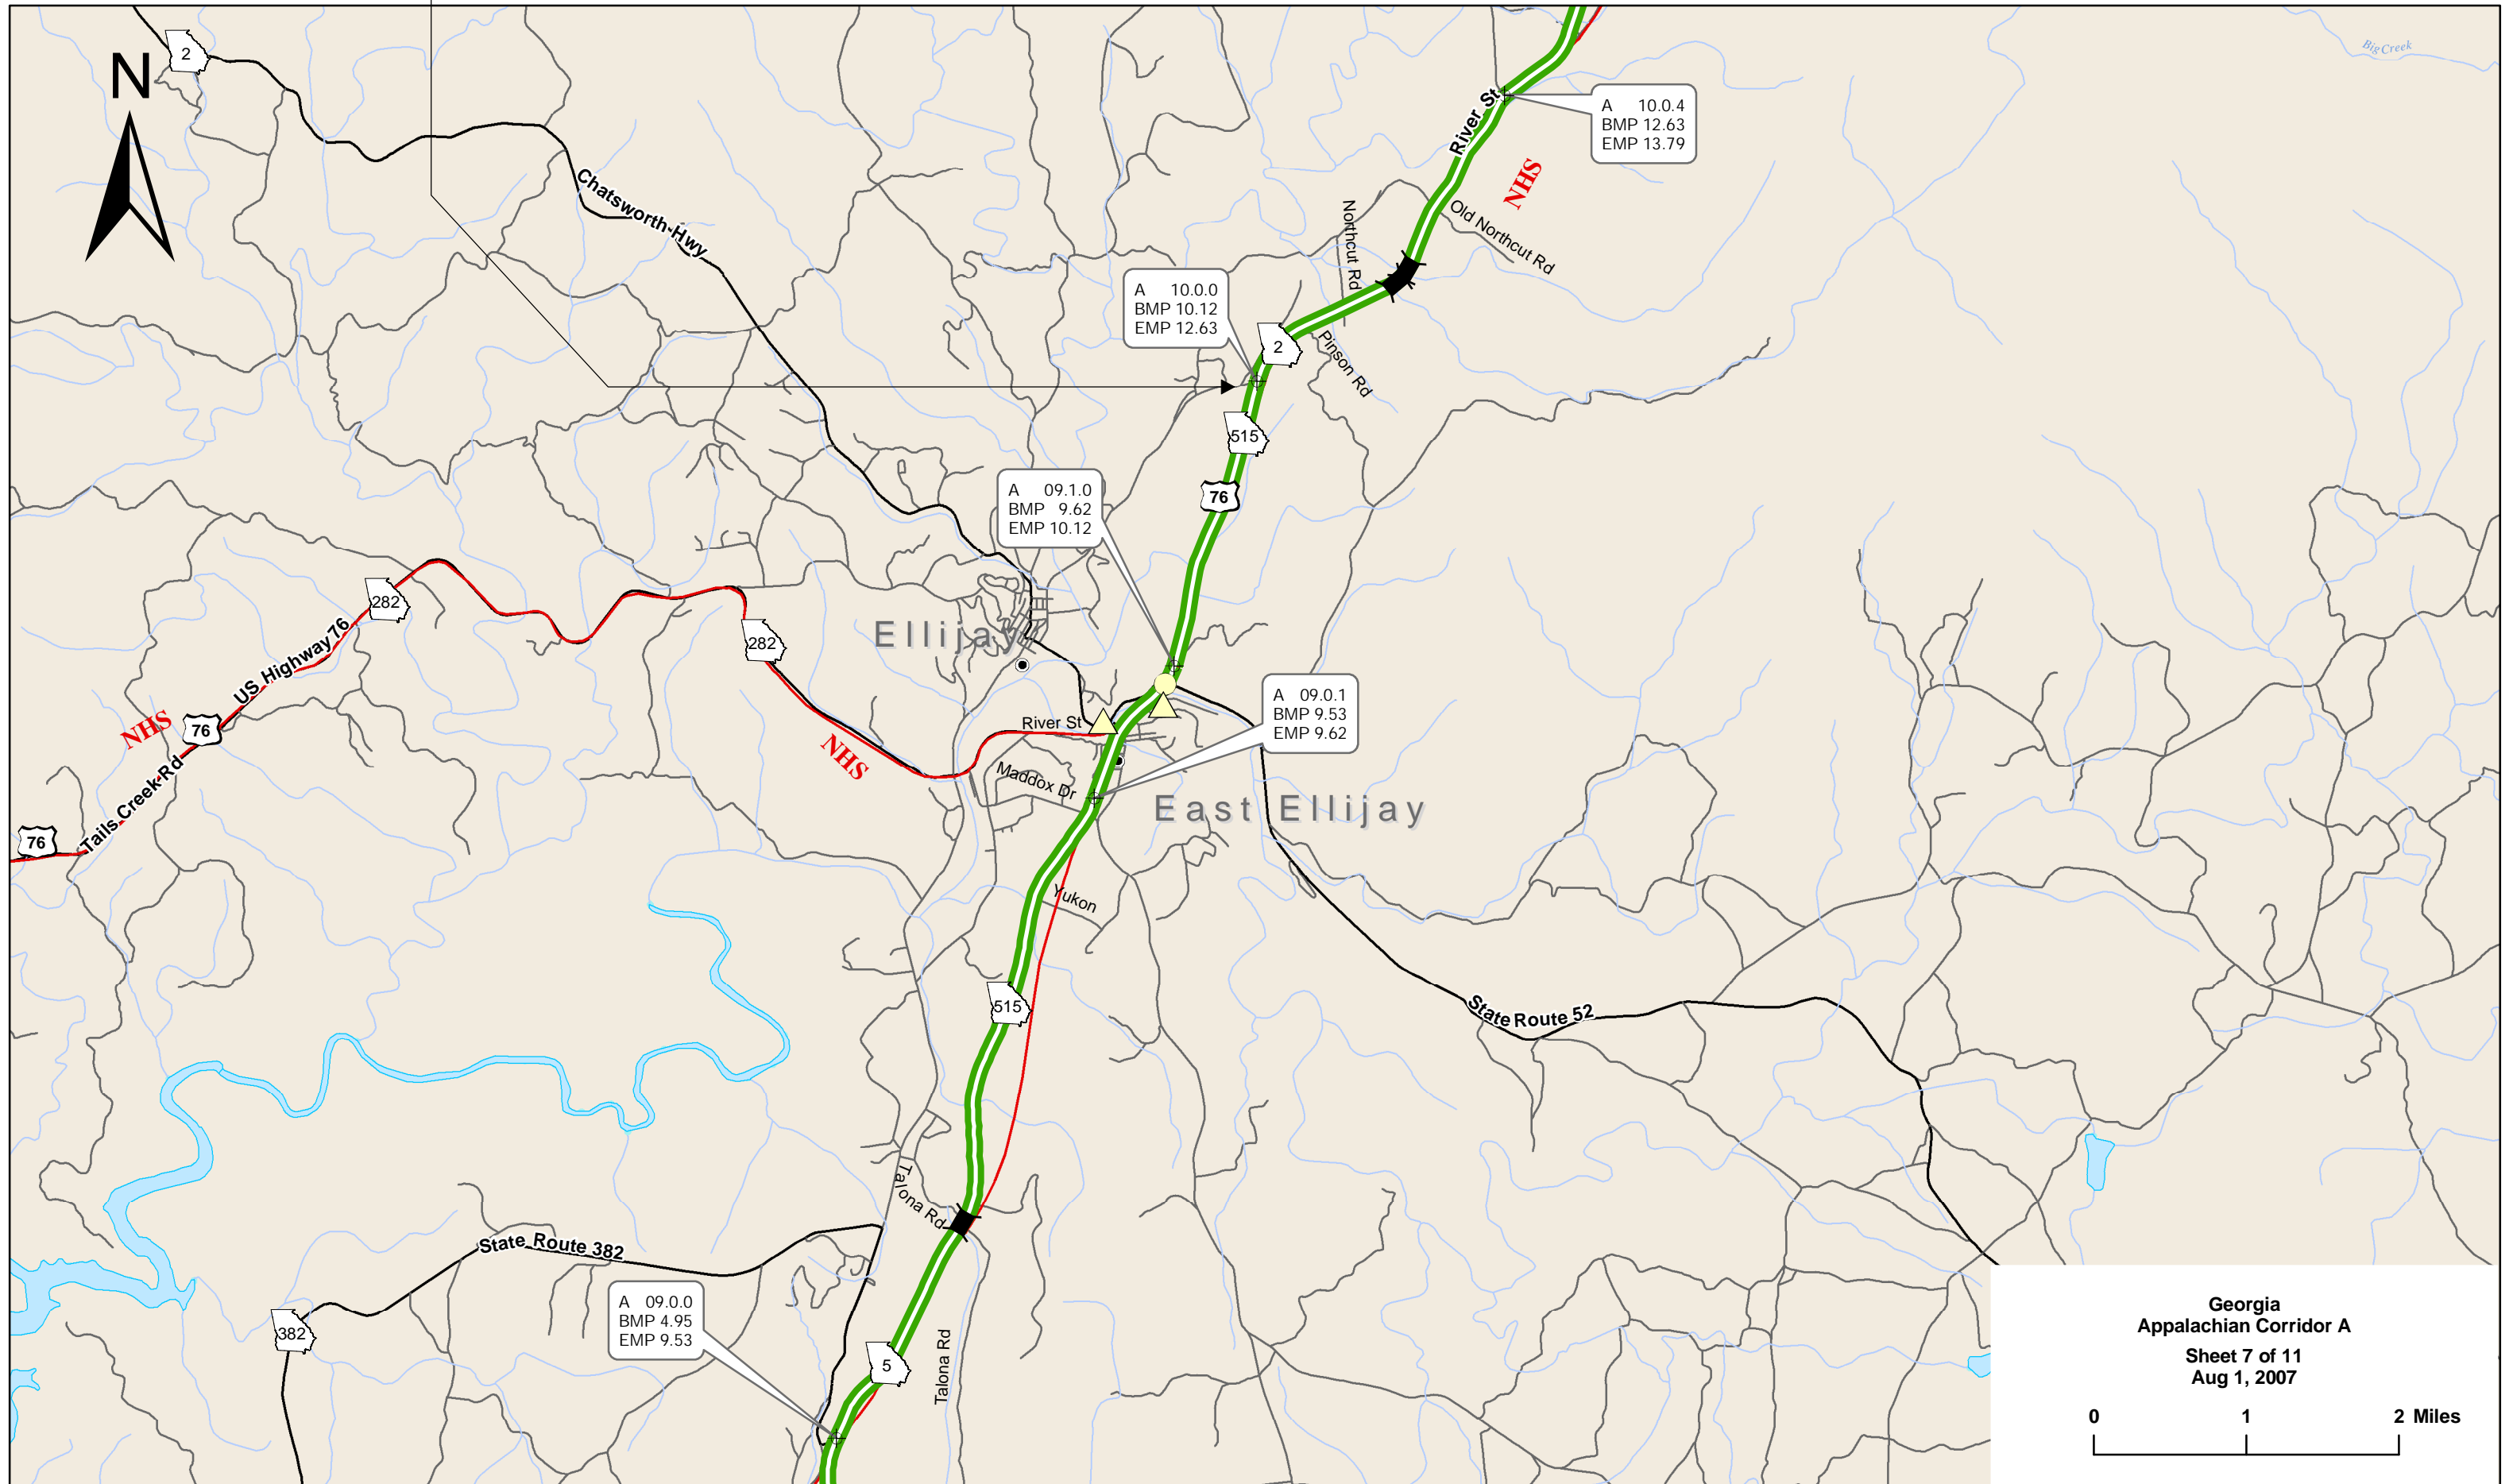 Big Creek
2
N
A 10.0.4
BMP 12.63
EMP 13.79
River St
NHS
Chatsworth Hwy
Northcut Rd
Old Northcut Rd
A 10.0.0
BMP 10.12
EMP 12.63
2
Pinson Rd
515
76
A 09.1.0
BMP 9.62
EMP 10.12
282
282
Ellijay
US Highway 76
NHS
76
Tails Creek Rd
76
NHS
River St
Maddox Dr
A 09.0.1
BMP 9.53
EMP 9.62
East Ellijay
Yukon
515
State Route 52
Talona Rd
State Route 382
382
A 09.0.0
BMP 4.95
EMP 9.53
5
Talona Rd
Georgia
Appalachian Corridor A
Sheet 7 of 11
Aug 1, 2007
0 1 2 Miles